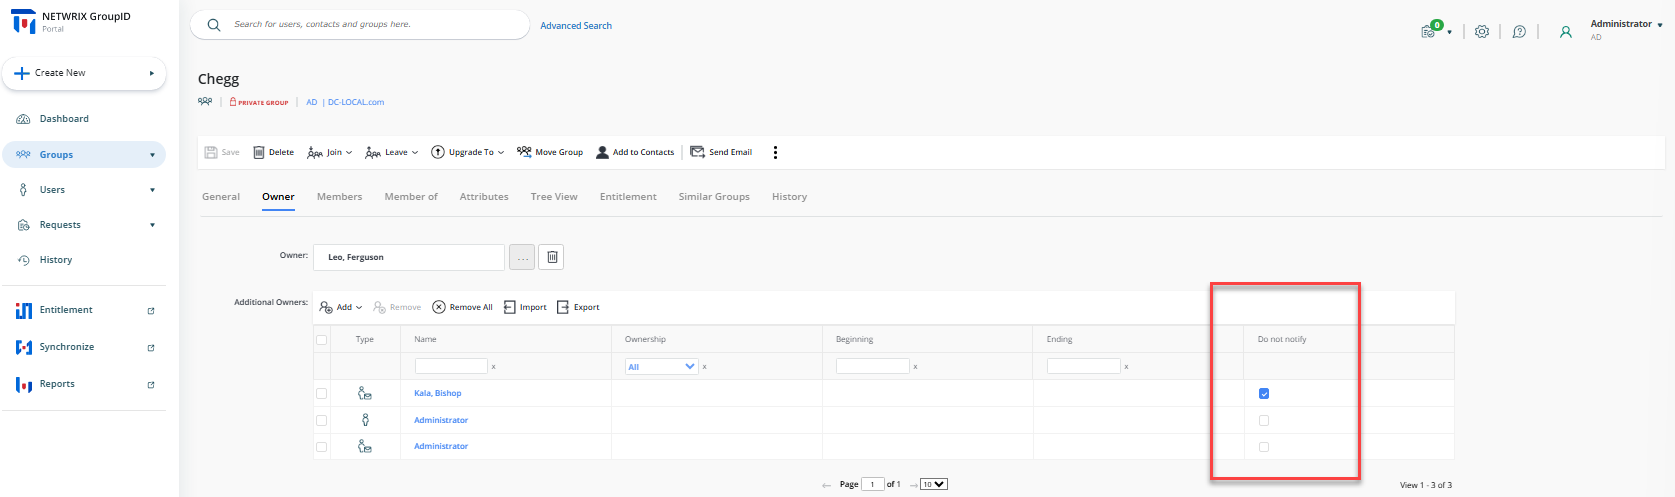 NETWRIX GroupID
Portal
Search for users, contacts and groups here.
Advanced Search
0
Administrator
AD
Create New
Dashboard
Groups
Users
Requests
History
Entitlement
Synchronize
Reports
Chegg
PRIVATE GROUP | AD | DC-LOCAL.com
Save Delete Join Leave Upgrade To Move Group Add to Contacts Send Email
General Owner Members Member of Attributes Tree View Entitlement Similar Groups History
Owner: Leo, Ferguson ...
Additional Owners: Add Remove Remove All Import Export
Type Name Ownership Beginning Ending Do not notify
x All x x x
Kala, Bishop
Administrator
Administrator
Page 1 of 1 10 View 1 - 3 of 3